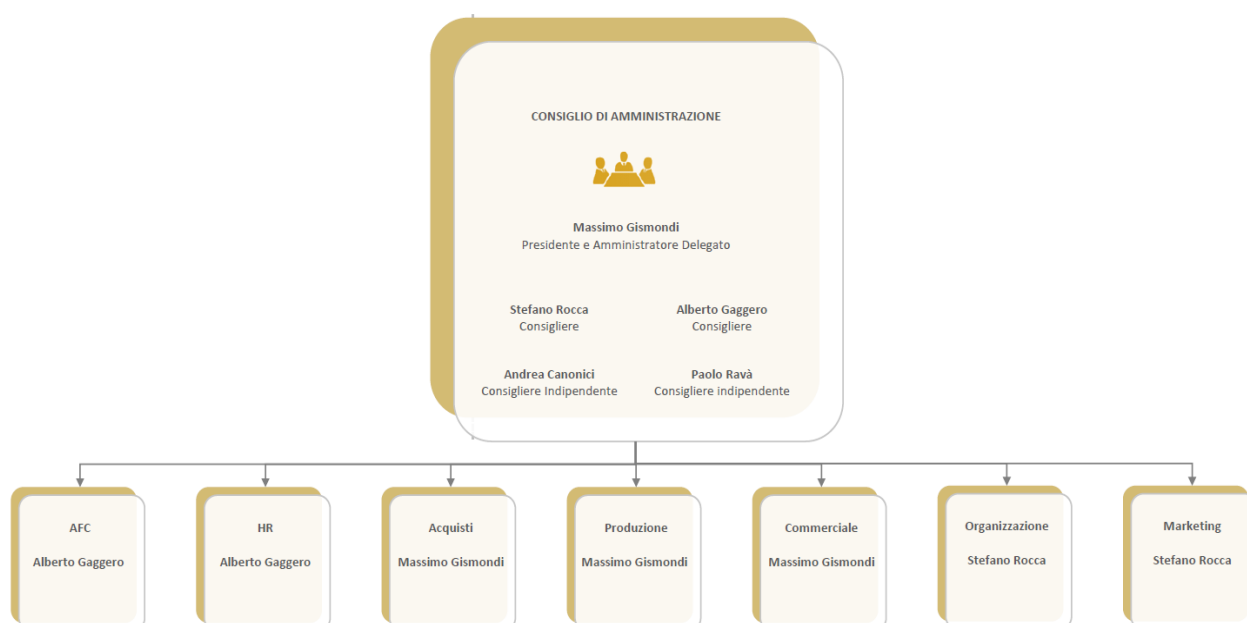 CONSIGLIO DI AMMINISTRAZIONE
Massimo Gismondi
Presidente e Amministratore Delegato
Stefano Rocca
Consigliere
Alberto Gaggero
Consigliere
Andrea Canonici
Consigliere Indipendente
Paolo Ravà
Consigliere indipendente
AFC
Alberto Gaggero
HR
Alberto Gaggero
Acquisti
Massimo Gismondi
Produzione
Massimo Gismondi
Commerciale
Massimo Gismondi
Organizzazione
Stefano Rocca
Marketing
Stefano Rocca